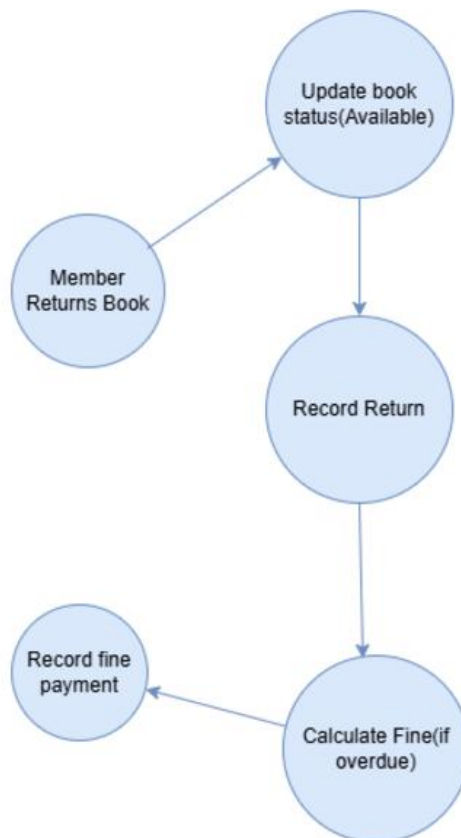 Update book
status(Available)
Member
Returns Book
Record Return
Record fine
payment
Calculate Fine(if
overdue)